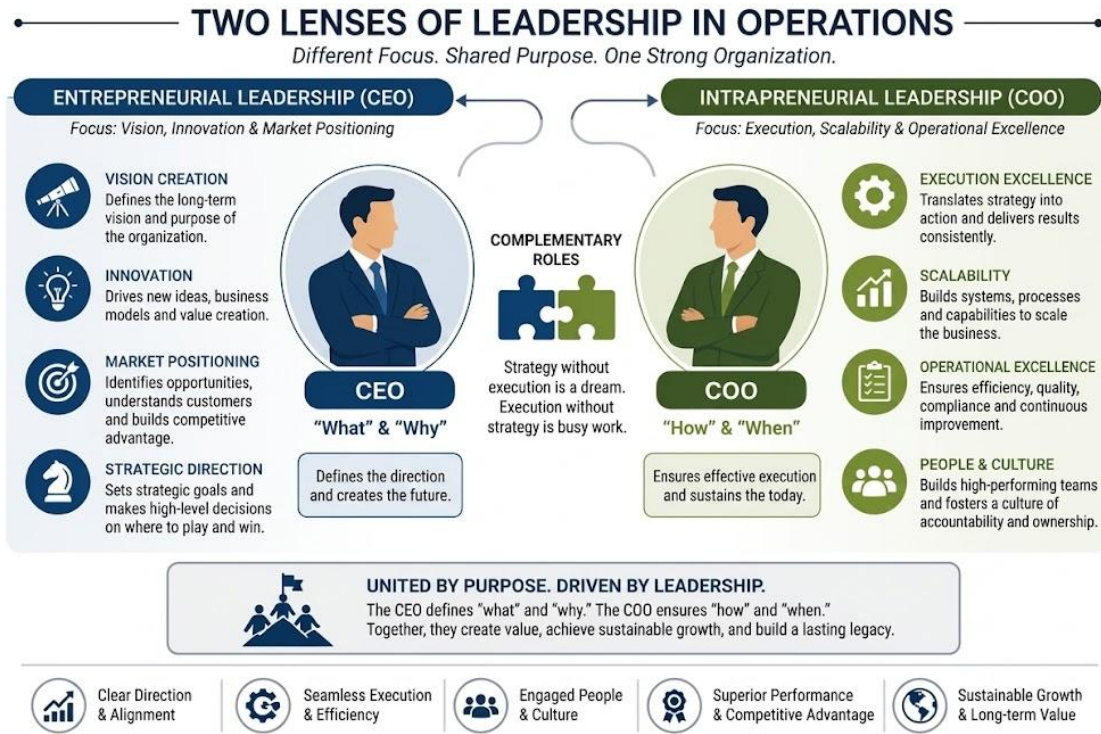 TWO LENSES OF LEADERSHIP IN OPERATIONS
Different Focus. Shared Purpose. One Strong Organization.
ENTREPRENEURIAL LEADERSHIP (CEO)
Focus: Vision, Innovation & Market Positioning
VISION CREATION
Defines the long-term
vision and purpose of
the organization.
INNOVATION
Drives new ideas, business
models and value creation.
MARKET POSITIONING
Identifies opportunities,
understands customers
and builds competitive
advantage.
STRATEGIC DIRECTION
Sets strategic goals and
makes high-level decisions
on where to play and win.
CEO
“What” & “Why”
Defines the direction
and creates the future.
COMPLEMENTARY
ROLES
Strategy without
execution is a dream.
Execution without
strategy is busy work.
INTRAPRENEURIAL LEADERSHIP (COO)
Focus: Execution, Scalability & Operational Excellence
COO
“How” & “When”
Ensures effective execution
and sustains the today.
EXECUTION EXCELLENCE
Translates strategy into
action and delivers results
consistently.
SCALABILITY
Builds systems, processes
and capabilities to scale
the business.
OPERATIONAL EXCELLENCE
Ensures efficiency, quality,
compliance and continuous
improvement.
PEOPLE & CULTURE
Builds high-performing teams
and fosters a culture of
accountability and ownership.
UNITED BY PURPOSE. DRIVEN BY LEADERSHIP.
The CEO defines “what” and “why.” The COO ensures “how” and “when.”
Together, they create value, achieve sustainable growth, and build a lasting legacy.
Clear Direction
& Alignment
Seamless Execution
& Efficiency
Engaged People
& Culture
Superior Performance
& Competitive Advantage
Sustainable Growth
& Long-term Value